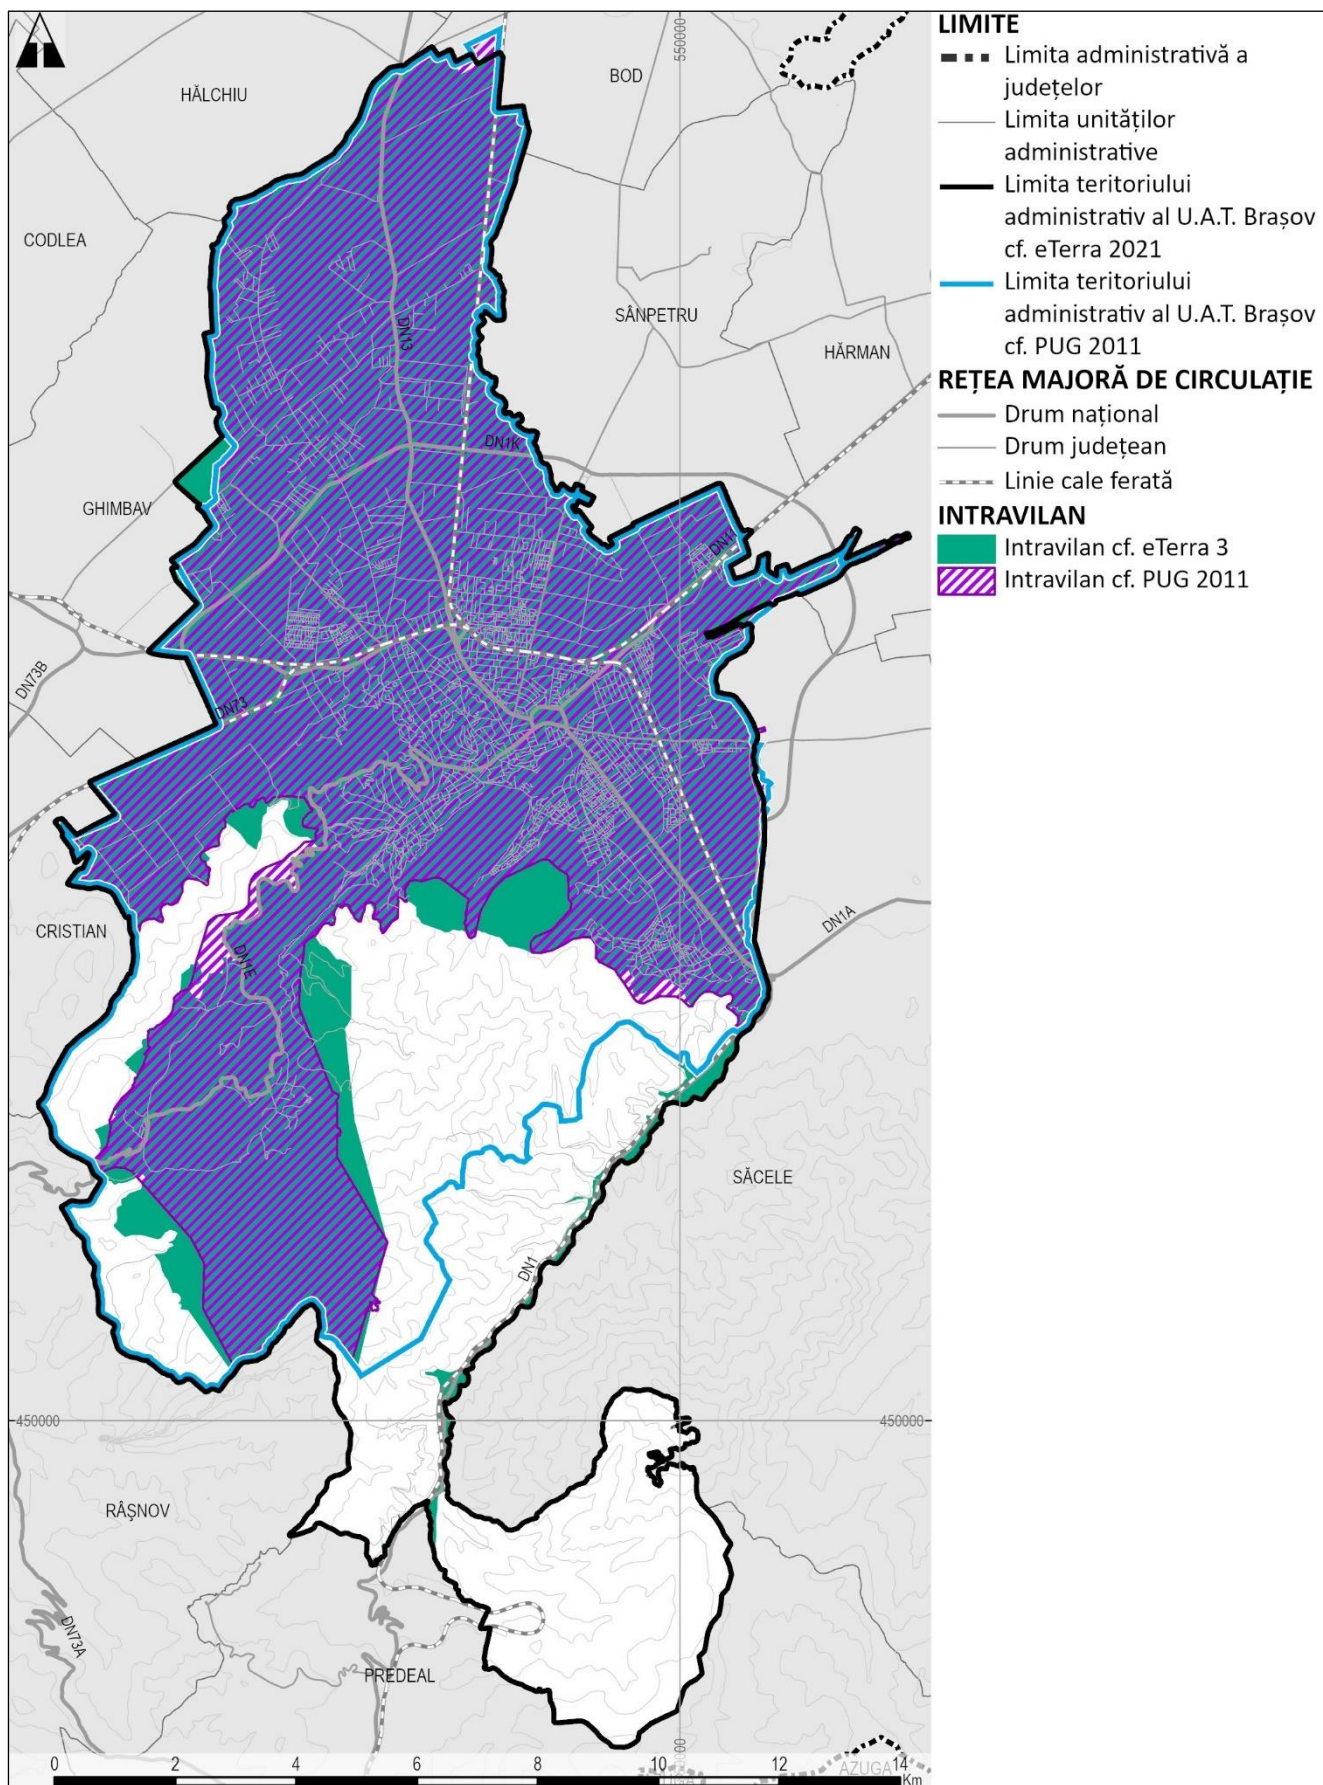 LIMITE
Limita administrativă a
județelor
Limita unităților
administrative
Limita teritoriului
administrativ al U.A.T. Brașov
cf. eTerra 2021
Limita teritoriului
administrativ al U.A.T. Brașov
cf. PUG 2011
REȚEA MAJORĂ DE CIRCULAȚIE
Drum național
Drum județean
Linie cale ferată
INTRAVILAN
Intravilan cf. eTerra 3
Intravilan cf. PUG 2011
550000
BOD
HĂLCHIU
CODLEA
SÂNPETRU
DN13
HĂRMAN
DN1K
GHIMBAV
DN11
DN73B
DN73
CRISTIAN
DN1A
DN1E
SĂCELE
DN1
450000
450000
RÂȘNOV
DN73A
PREDEAL
AZUGA
0 2 4 6 8 10 12 14
Km